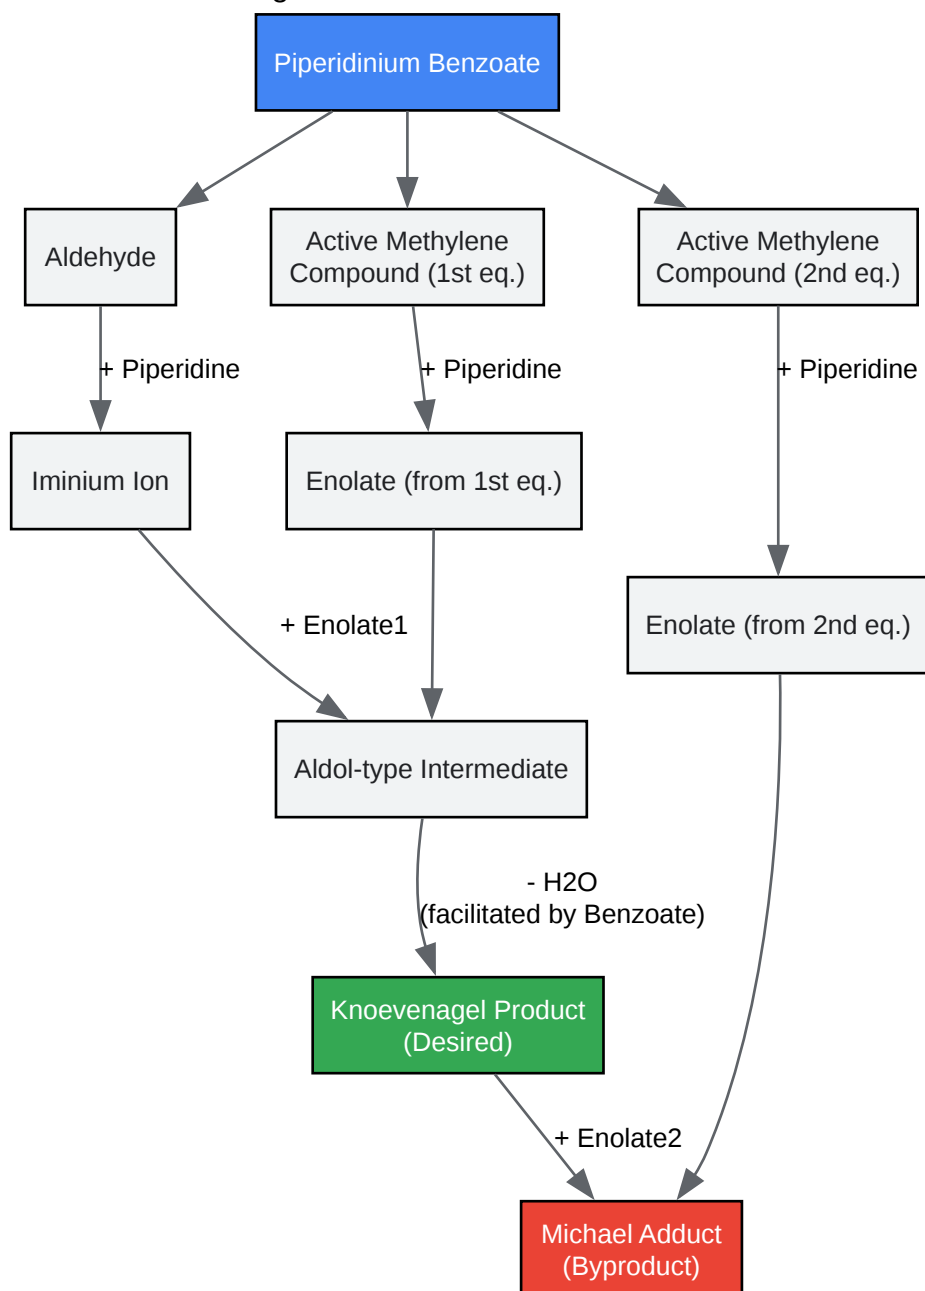 Piperidinium Benzoate
Aldehyde
Active Methylene
Compound (1st eq.)
Active Methylene
Compound (2nd eq.)
+ Piperidine
+ Piperidine
+ Piperidine
Iminium Ion
Enolate (from 1st eq.)
+ Enolate1
Enolate (from 2nd eq.)
Aldol-type Intermediate
- H2O
(facilitated by Benzoate)
Knoevenagel Product
(Desired)
+ Enolate2
Michael Adduct
(Byproduct)